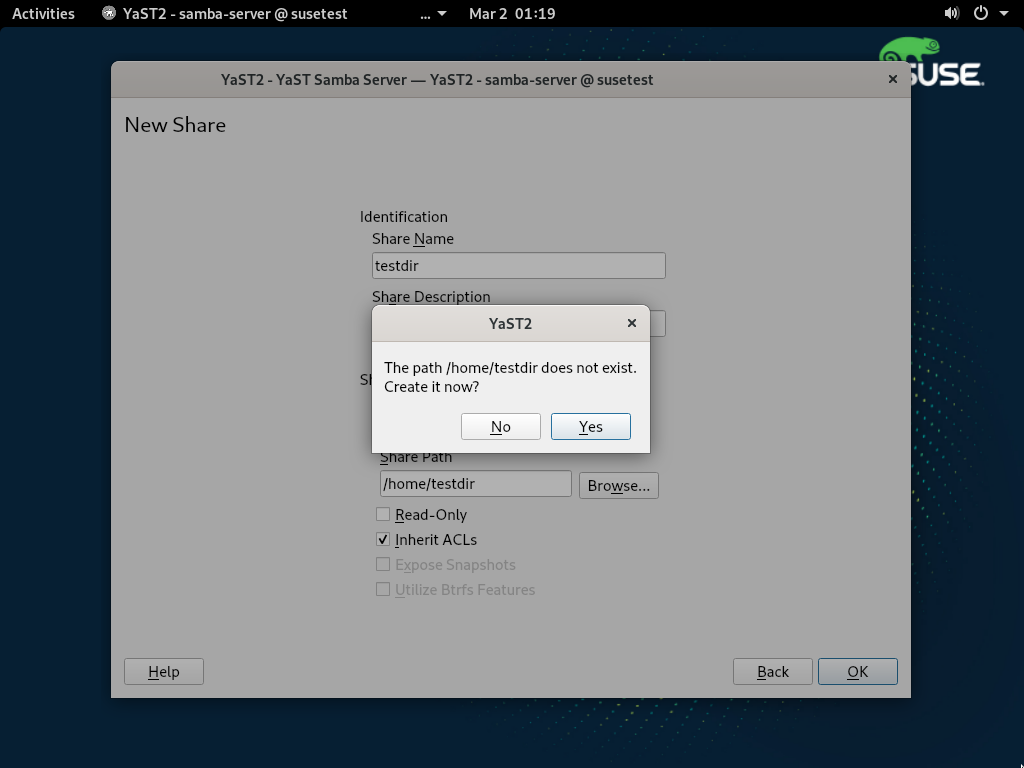 Activities YaST2 - samba-server @ susetest ... Mar 2 01:19
SUSE
YaST2 - YaST Samba Server — YaST2 - samba-server @ susetest
New Share
Identification
Share Name
testdir
Share Description
YaST2
The path /home/testdir does not exist.
Create it now?
No Yes
Share Path
/home/testdir Browse...
Read-Only
Inherit ACLs
Expose Snapshots
Utilize Btrfs Features
Help Back OK